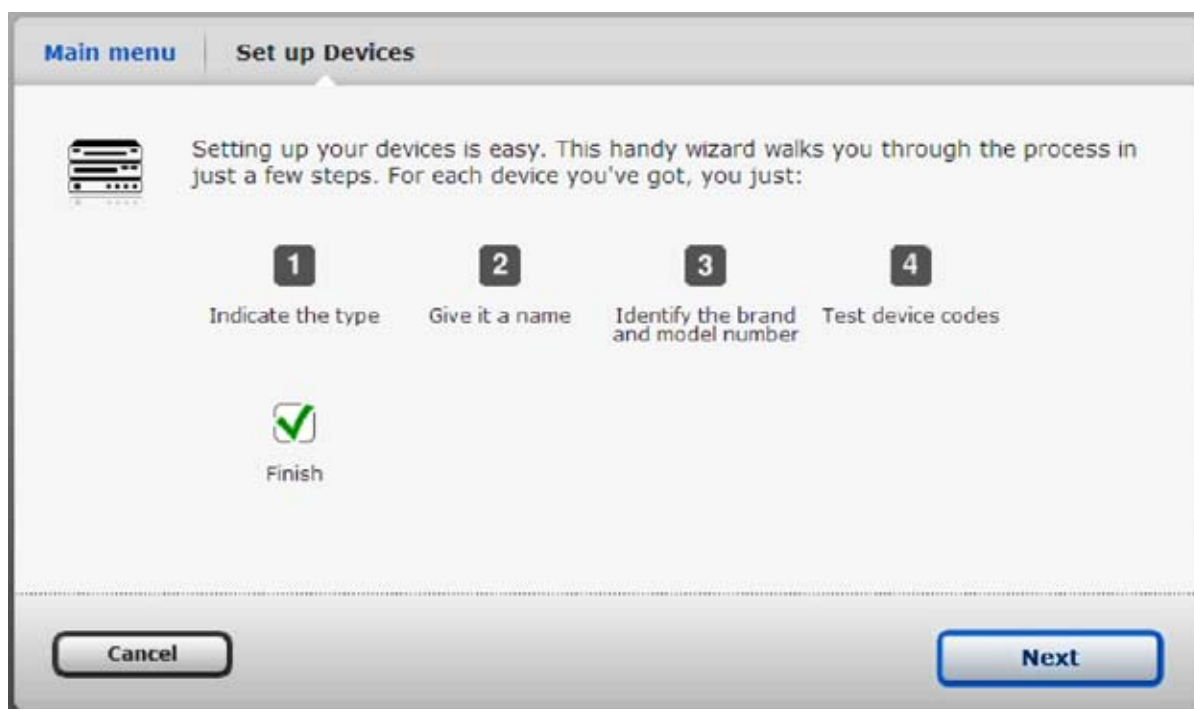 Main menu Set up Devices
Setting up your devices is easy. This handy wizard walks you through the process in
just a few steps. For each device you've got, you just:
1 2 3 4
Indicate the type Give it a name Identify the brand Test device codes
and model number
Finish
Cancel Next